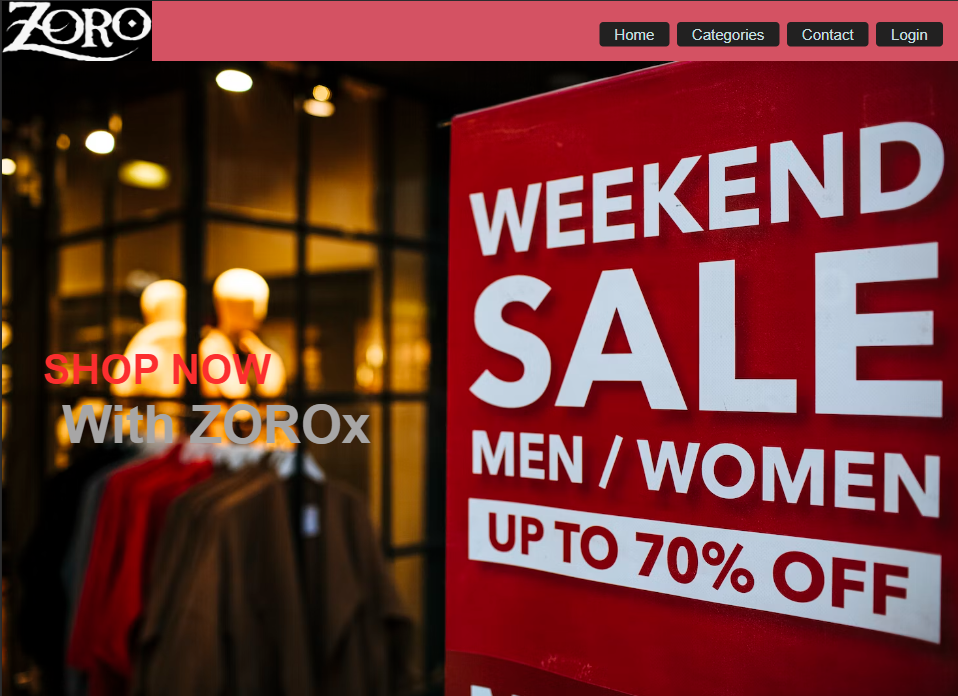 ZORO
Home Categories Contact Login
WEEKEND
SALE
MEN / WOMEN
UP TO 70% OFF
SHOP NOW
With ZOROx